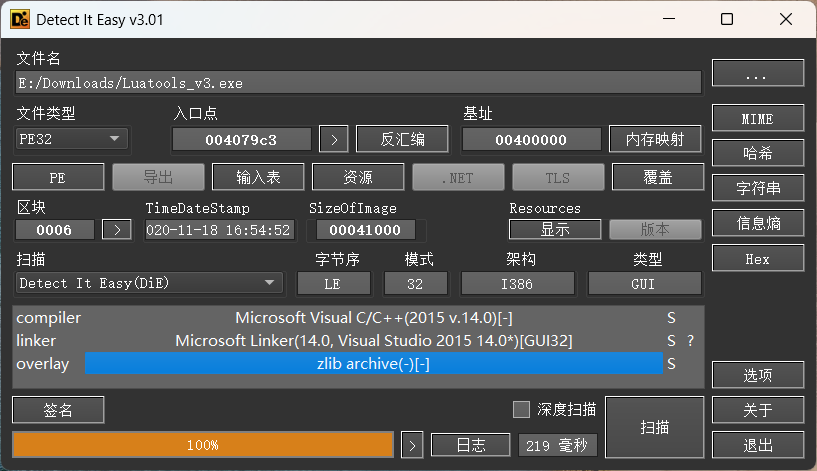 Detect It Easy v3.01
文件名
E:/Downloads/Luatools_v3.exe
...
文件类型 入口点 基址
PE32 004079c3 > 反汇编 00400000 内存映射 MIME
哈希
PE 导出 输入表 资源 .NET TLS 覆盖 字符串
区块 TimeDateStamp SizeOfImage Resources
0006 > 020-11-18 16:54:52 00041000 显示 版本 信息熵
扫描 字节序 模式 架构 类型 Hex
Detect It Easy(DiE) LE 32 I386 GUI
compiler Microsoft Visual C/C++(2015 v.14.0)[-] S
linker Microsoft Linker(14.0, Visual Studio 2015 14.0*)[GUI32] S ?
overlay zlib archive(-)[-] S
选项
签名 深度扫描 扫描 关于
100% > 日志 219 毫秒 退出